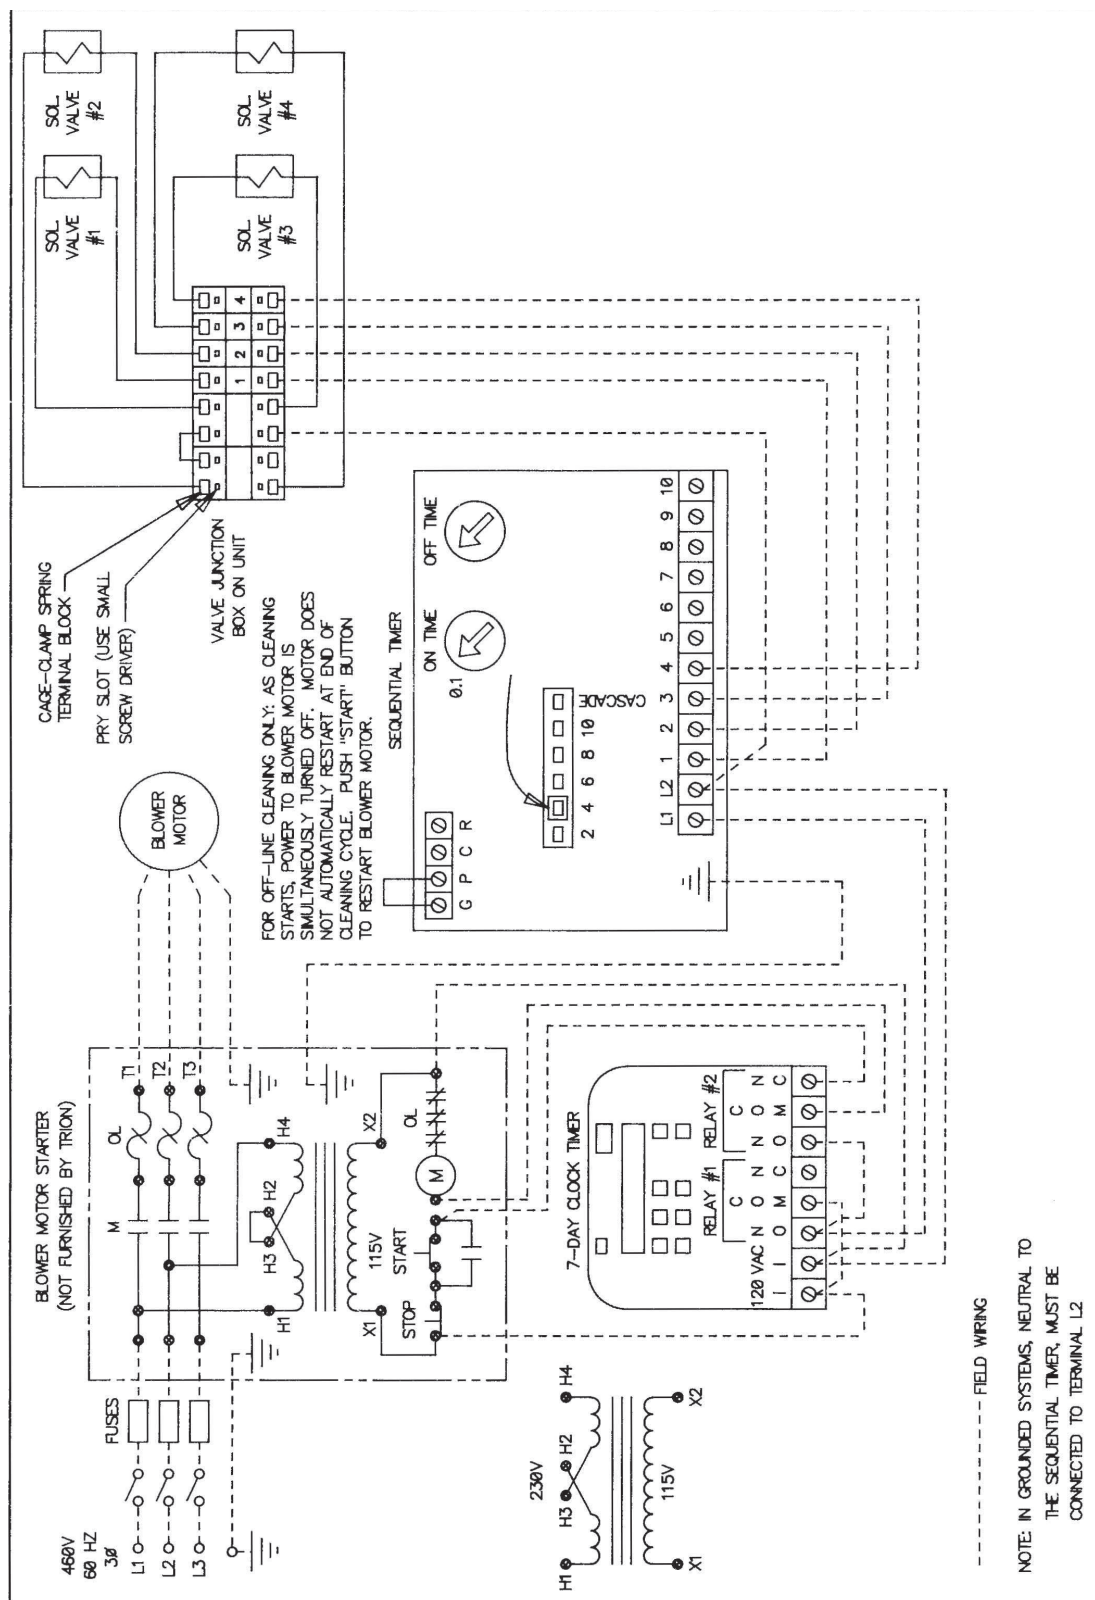 460V
60 HZ
3Ø
L1
L2
L3
FUSES
BLOWER MOTOR STARTER
(NOT FURNISHED BY TRION)
M
OL
T1
T2
T3
BLOWER
MOTOR
H1
H3
H2
H4
115V
X1
X2
STOP
START
M
OL
230V
H1
H3
H2
H4
115V
X1
X2
CAGE-CLAMP SPRING
TERMINAL BLOCK
PRY SLOT (USE SMALL
SCREW DRIVER)
VALVE JUNCTION
BOX ON UNIT
1
2
3
4
SOL.
VALVE
#1
SOL.
VALVE
#2
SOL.
VALVE
#3
SOL.
VALVE
#4
FOR OFF-LINE CLEANING ONLY: AS CLEANING
STARTS, POWER TO BLOWER MOTOR IS
SIMULTANEOUSLY TURNED OFF. MOTOR DOES
NOT AUTOMATICALLY RESTART AT END OF
CLEANING CYCLE. PUSH "START" BUTTON
TO RESTART BLOWER MOTOR.
SEQUENTIAL TIMER
ON TIME
OFF TIME
0.1
G P C R
2 4 6 8 10 CASCADE
L1 L2 1 2 3 4 5 6 7 8 9 10
7-DAY CLOCK TIMER
RELAY #1
RELAY #2
C
C
120 VAC
N O N O N
I I O M C O M C
FIELD WIRING
NOTE: IN GROUNDED SYSTEMS, NEUTRAL TO
THE SEQUENTIAL TIMER, MUST BE
CONNECTED TO TERMINAL L2